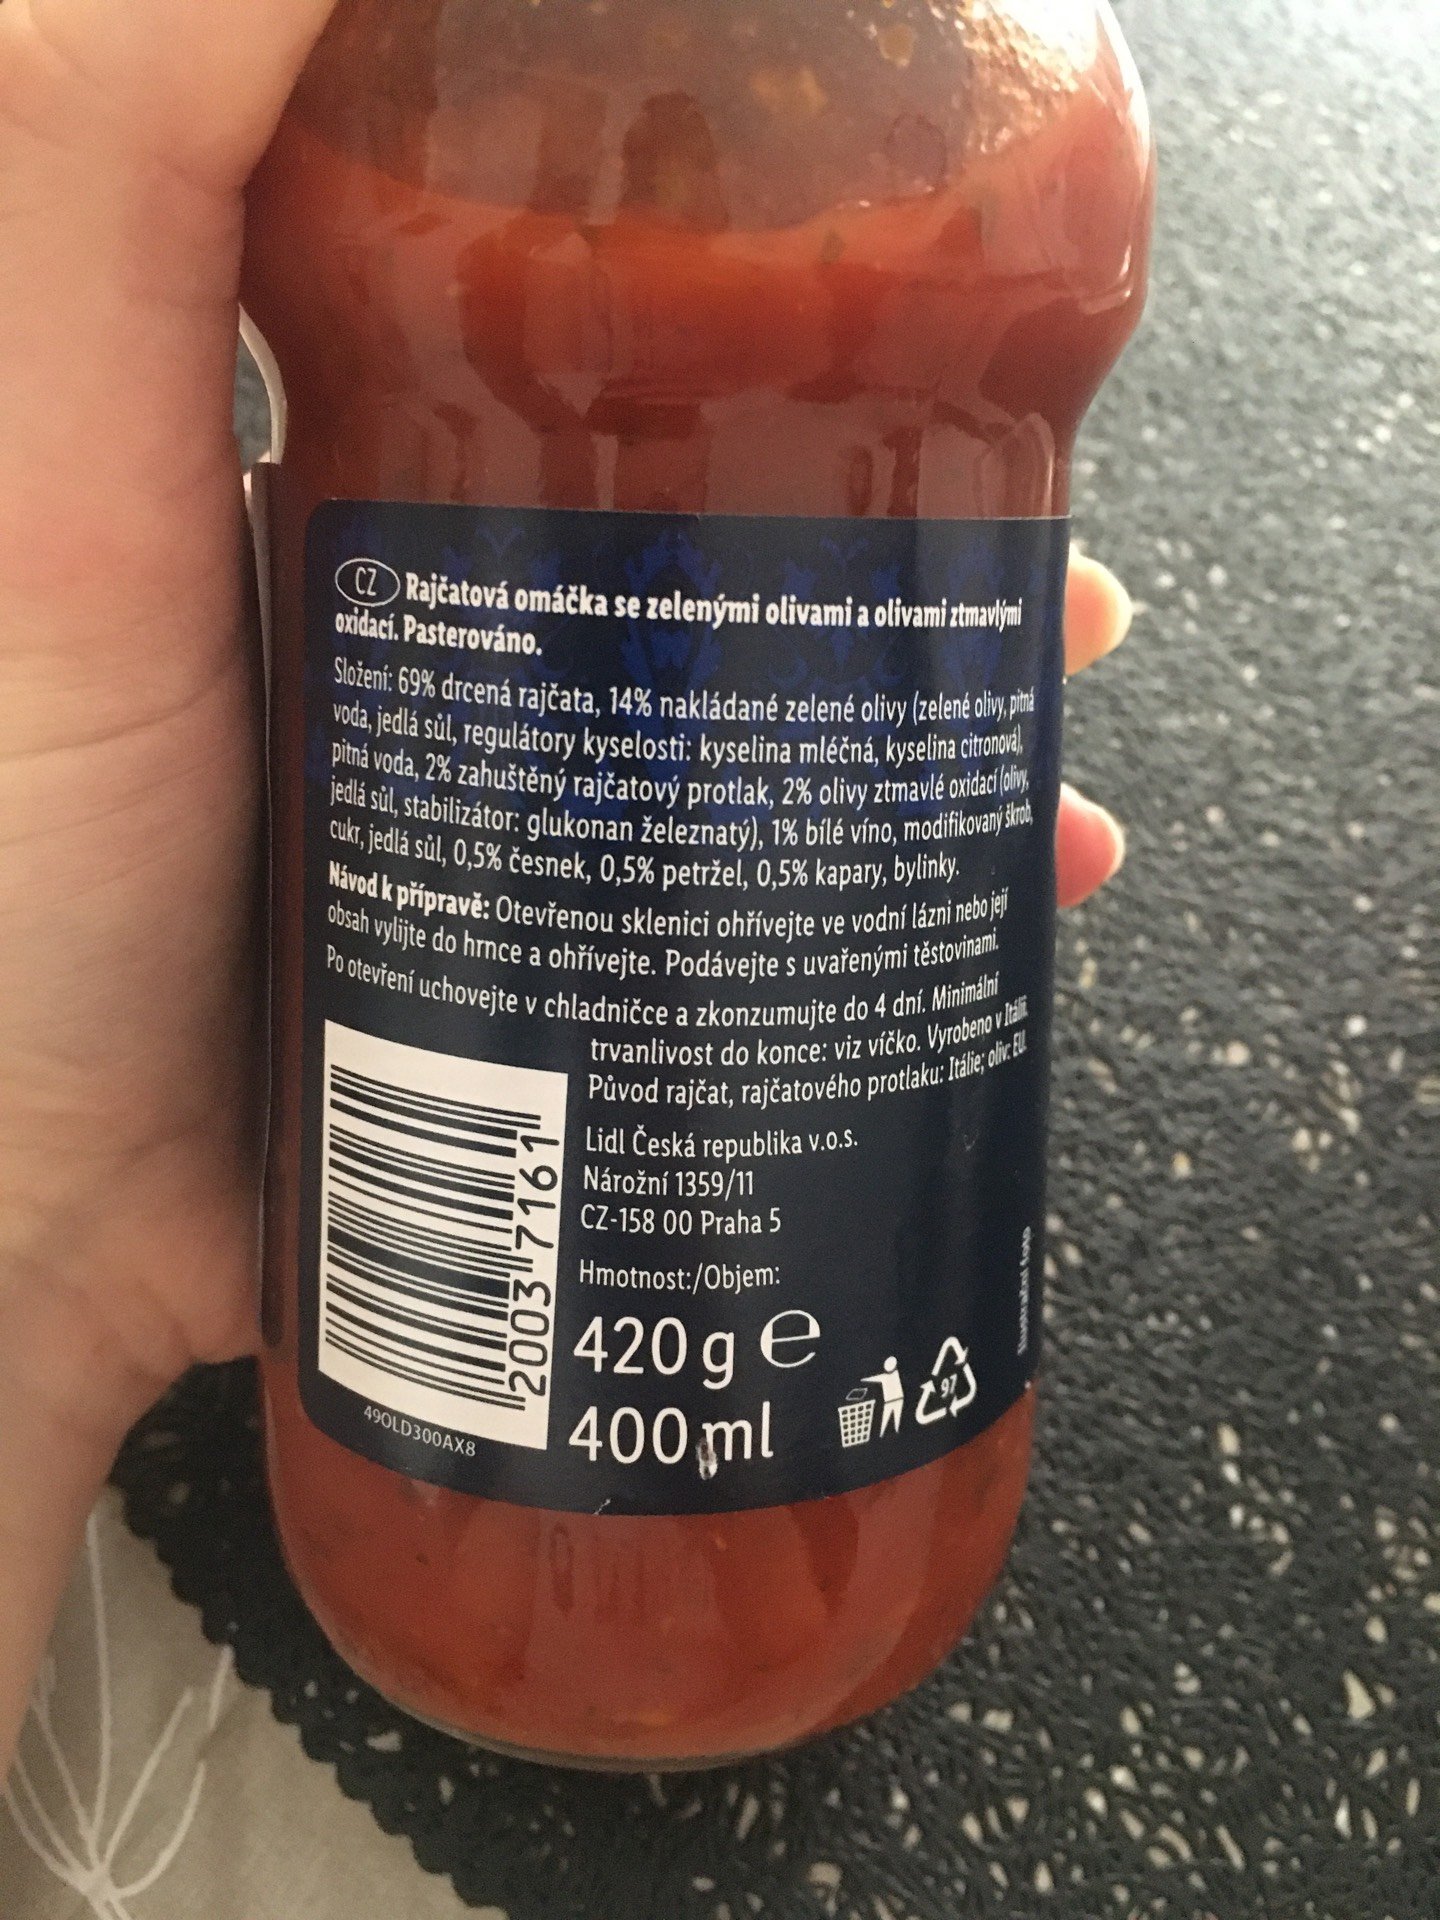 CZ Rajčatová omáčka se zelenými olivami a olivami ztmavlými
oxidací. Pasterováno.
Složení: 69% drcená rajčata, 14% nakládané zelené olivy (zelené olivy, pitná
voda, jedlá sůl, regulátory kyselosti: kyselina mléčná, kyselina citronová),
pitná voda, 2% zahuštěný rajčatový protlak, 2% olivy ztmavlé oxidací (olivy,
jedlá sůl, stabilizátor: glukonan železnatý), 1% bílé víno, modifikovaný škrob,
cukr, jedlá sůl, 0,5% česnek, 0,5% petržel, 0,5% kapary, bylinky.
Návod k přípravě: Otevřenou sklenici ohřívejte ve vodní lázni nebo její
obsah vylijte do hrnce a ohřívejte. Podávejte s uvařenými těstovinami.
Po otevření uchovejte v chladničce a zkonzumujte do 4 dní. Minimální
trvanlivost do konce: viz víčko. Vyrobeno v Itálii.
Původ rajčat, rajčatového protlaku: Itálie; oliv: EU.
Lidl Česká republika v.o.s.
Nárožní 1359/11
CZ-158 00 Praha 5
Hmotnost:/Objem:
420 g e
400 ml
2003 7161
49OLD300AX8
97
Ilustrační foto